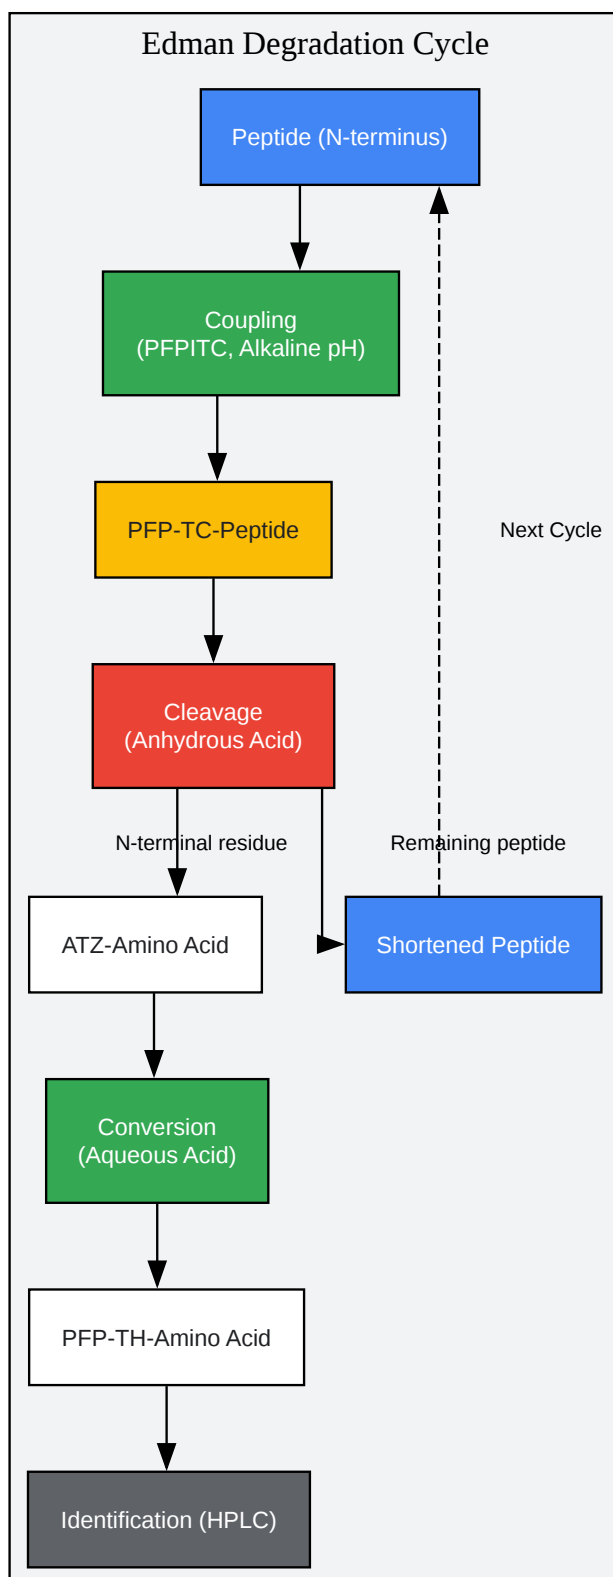 Edman Degradation Cycle
Peptide (N-terminus)
Coupling
(PFPITC, Alkaline pH)
PFP-TC-Peptide
Next Cycle
Cleavage
(Anhydrous Acid)
N-terminal residue
Remaining peptide
ATZ-Amino Acid
Shortened Peptide
Conversion
(Aqueous Acid)
PFP-TH-Amino Acid
Identification (HPLC)